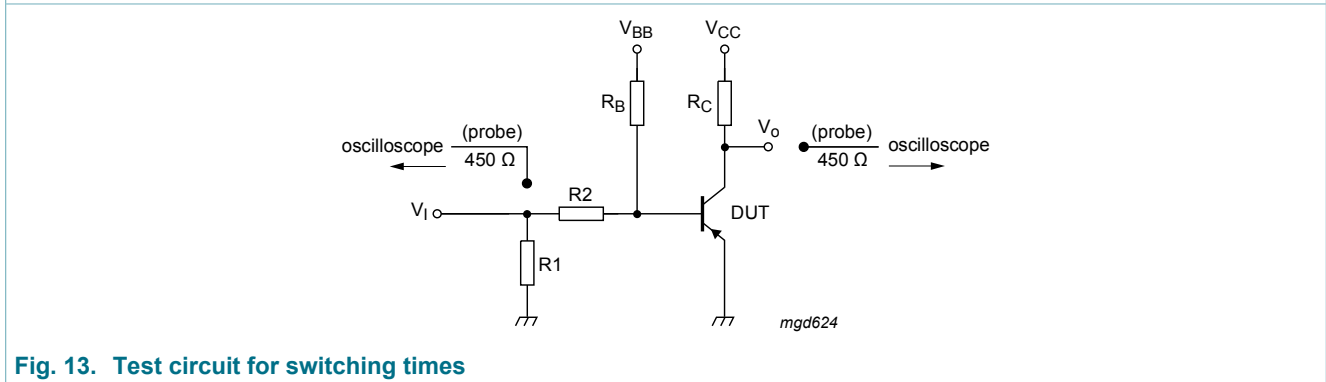 V_BB
V_CC
R_B
R_C
V_o
oscilloscope
(probe)
450 Ω
(probe)
450 Ω
oscilloscope
R2
V_I
DUT
R1
mgd624
Fig. 13. Test circuit for switching times